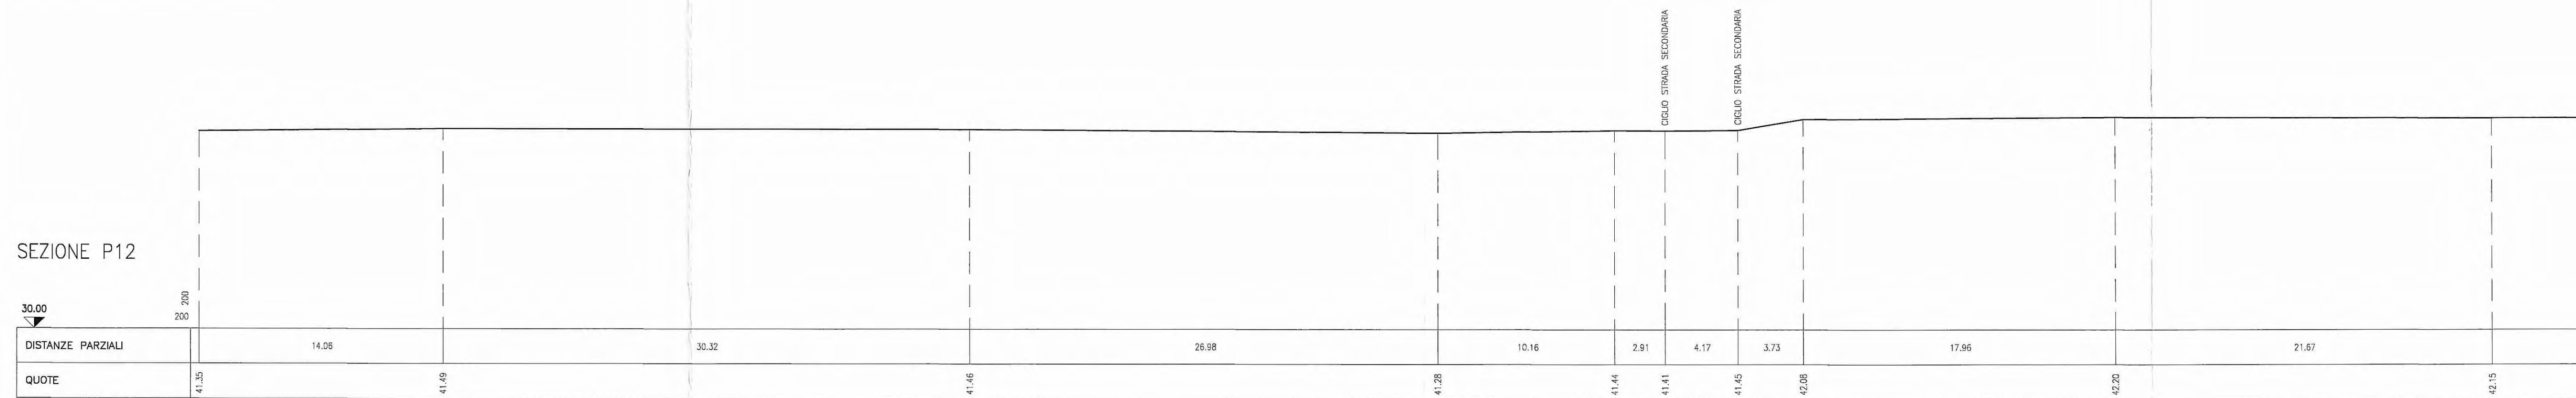 CIGLIO STRADA SECONDARIA
CIGLIO STRADA SECONDARIA
SEZIONE P12
30.00
200
200
DISTANZE PARZIALI 14.06 30.32 26.98 10.16 2.91 4.17 3.73 17.96 21.67
QUOTE 41.35 41.49 41.46 41.28 41.44 41.41 41.45 42.08 42.20 42.15